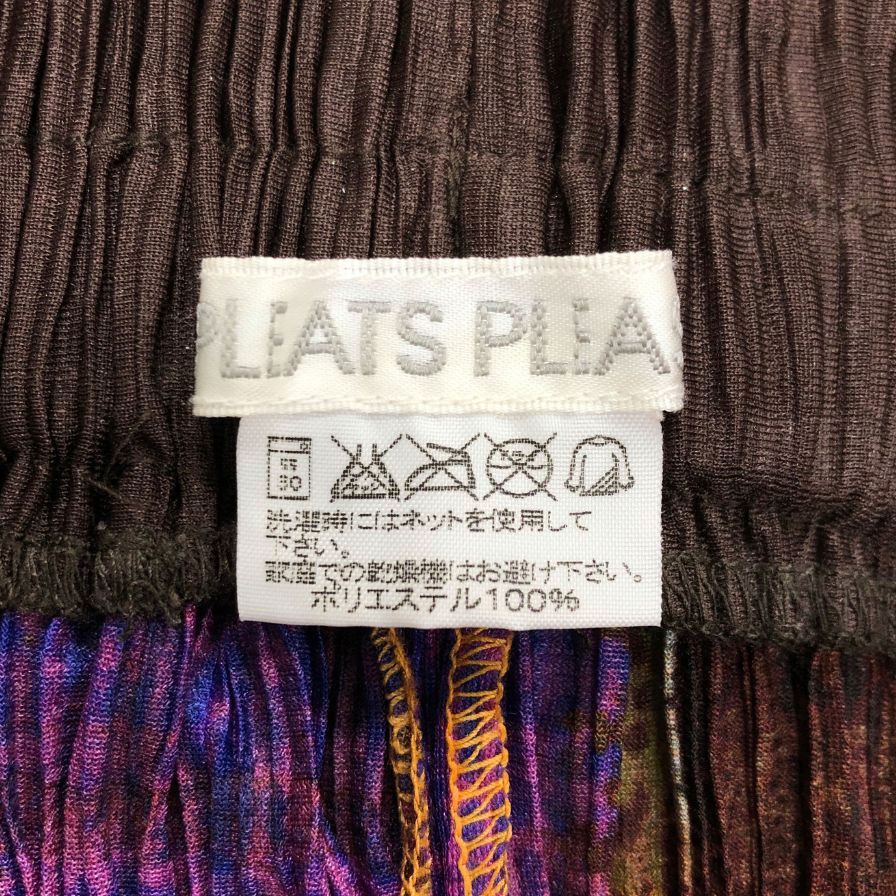 PLEATS PLEA
弱
30
洗濯時にはネットを使用して
下さい。
家庭での乾燥機はお避け下さい。
ポリエステル100%